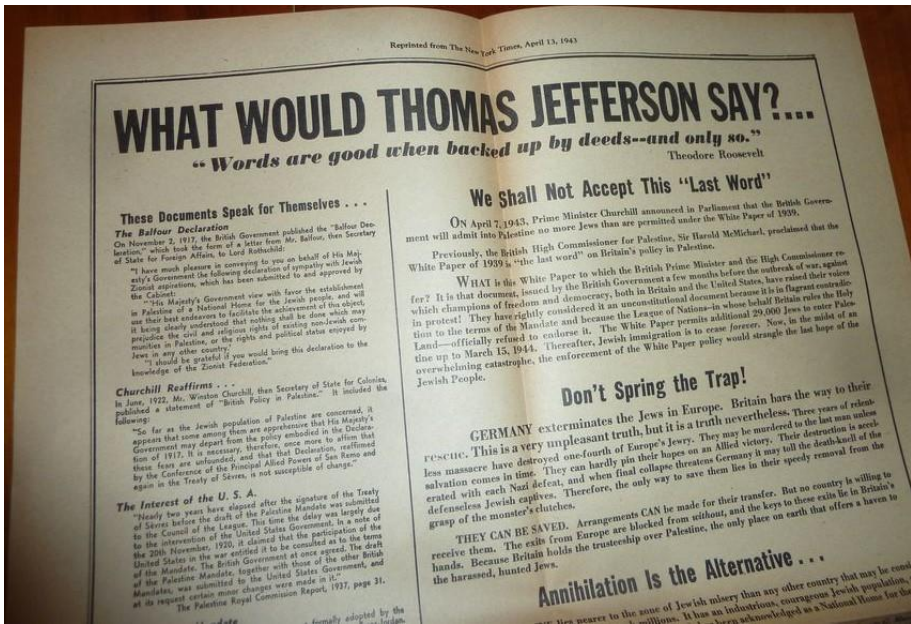 Reprinted from The New York Times, April 13, 1943
WHAT WOULD THOMAS JEFFERSON SAY?...
"Words are good when backed up by deeds--and only so."
Theodore Roosevelt
These Documents Speak for Themselves . . .
The Balfour Declaration
On November 2, 1917, the British Government published the "Balfour Dec-
laration," which took the form of a letter from Mr. Balfour, then Secretary
of State for Foreign Affairs, to Lord Rothschild:
"I have much pleasure in conveying to you on behalf of His Maj-
esty's Government the following declaration of sympathy with Jewish
Zionist aspirations, which has been submitted to and approved by
the Cabinet:
"'His Majesty's Government view with favor the establishment
in Palestine of a National Home for the Jewish people, and will
use their best endeavors to facilitate the achievement of this object,
it being clearly understood that nothing shall be done which may
prejudice the civil and religious rights of existing non-Jewish com-
munities in Palestine, or the rights and political status enjoyed by
Jews in any other country.'
"I should be grateful if you would bring this declaration to the
knowledge of the Zionist Federation."
Churchill Reaffirms . . .
In June, 1922, Mr. Winston Churchill, then Secretary of State for Colonies,
published a statement of "British Policy in Palestine." It included the
following:
"So far as the Jewish population of Palestine are concerned, it
appears that some among them are apprehensive that His Majesty's
Government may depart from the policy embodied in the Declara-
tion of 1917. It is necessary, therefore, once more to affirm that
these fears are unfounded, and that that Declaration, reaffirmed
by the Conference of the Principal Allied Powers of San Remo and
again in the Treaty of Sèvres, is not susceptible of change."
The Interest of the U. S. A.
"Nearly two years have elapsed after the signature of the Treaty
of Sèvres before the draft of the Palestine Mandate was submitted
to the Council of the League. This time the delay was largely due
to the intervention of the United States Government. In a note of
the 20th November, 1920, it claimed that the participation of the
United States in the war entitled it to be consulted as to the terms
of the Mandate. The British Government at once agreed. The draft
of the Palestine Mandate, together with those of the other British
Mandates, was submitted to the United States Government, and
at its request certain minor changes were made in it."
The Palestine Royal Commission Report, 1937, page 31.
formally adopted by the
We Shall Not Accept This "Last Word"
ON April 7, 1943, Prime Minister Churchill announced in Parliament that the British Govern-
ment will admit into Palestine no more Jews than are permitted under the White Paper of 1939.
Previously, the British High Commissioner for Palestine, Sir Harold McMichael, proclaimed that the
White Paper of 1939 is "the last word" on Britain's policy in Palestine.
WHAT is this White Paper to which the British Prime Minister and the High Commissioner re-
fer? It is that document, issued by the British Government a few months before the outbreak of war, against
which champions of freedom and democracy, both in Britain and the United States, have raised their voices
in protest! They have rightly considered it an unconstitutional document because it is in flagrant contradic-
tion to the terms of the Mandate and because the League of Nations—in whose behalf Britain rules the Holy
Land—officially refused to endorse it. The White Paper permits additional 29,000 Jews to enter Pales-
tine up to March 15, 1944. Thereafter, Jewish immigration is to cease forever. Now, in the midst of an
overwhelming catastrophe, the enforcement of the White Paper policy would strangle the last hope of the
Jewish People.
Don't Spring the Trap!
GERMANY exterminates the Jews in Europe. Britain bars the way to their
rescue. This is a very unpleasant truth, but it is a truth nevertheless. Three years of relent-
less massacre have destroyed one-fourth of Europe's Jewry. They may be murdered to the last man unless
salvation comes in time. They can hardly pin their hopes on an Allied victory. Their destruction is accel-
erated with each Nazi defeat, and when final collapse threatens Germany it may toll the death-knell of the
defenseless Jewish captives. Therefore, the only way to save them lies in their speedy removal from the
grasp of the monster's clutches.
THEY CAN BE SAVED. Arrangements CAN be made for their transfer. But no country is willing to
receive them. The exits from Europe are blocked from without, and the keys to these exits lie in Britain's
hands. Because Britain holds the trusteeship over Palestine, the only place on earth that offers a haven to
the harassed, hunted Jews.
Annihilation Is the Alternative . . .
lies nearer to the zone of Jewish misery than any other country that may be consi
millions. It has an industrious, courageous Jewish population,
been acknowledged as a National Home for the